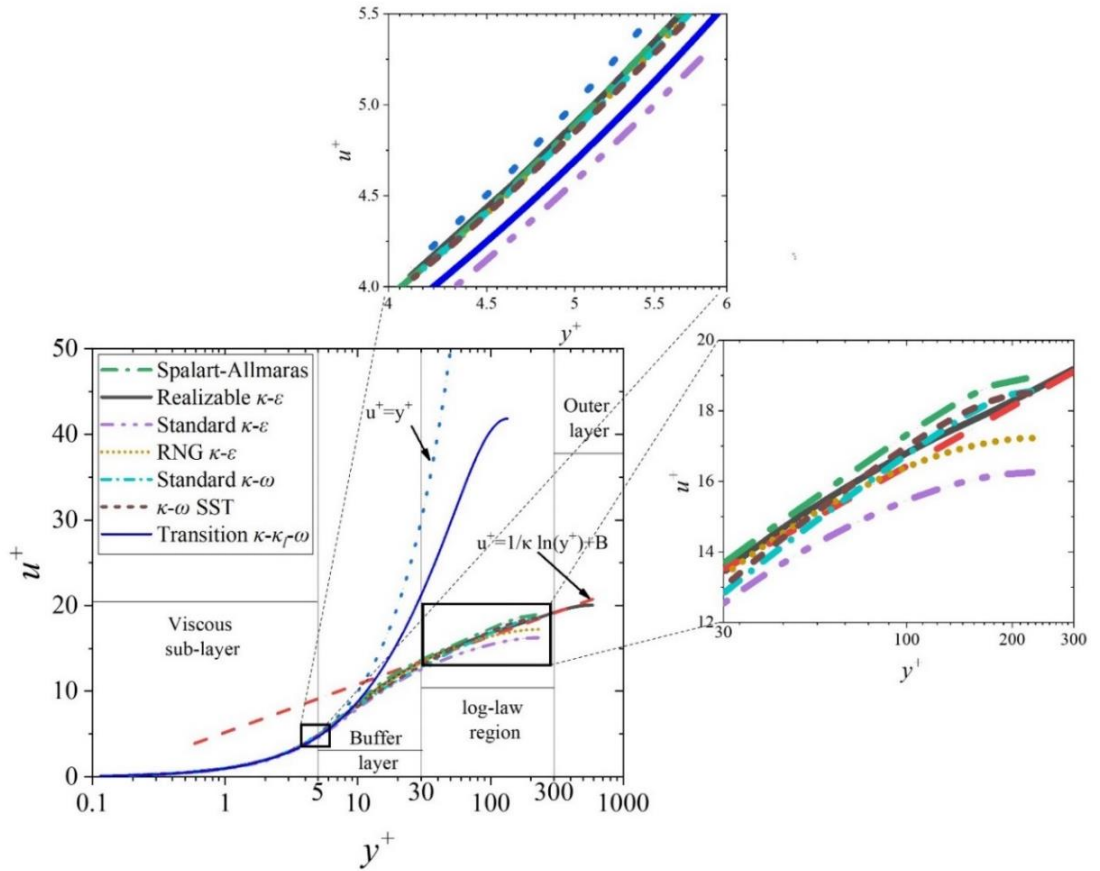 5.5
5.0
4.5
4.0
u⁺
4 4.5 5 5.5 6
y⁺
20
18
16
14
12
u⁺
30 100 200 300
y⁺
50
40
30
20
10
0
u⁺
Spalart-Allmaras
Realizable κ-ε
Standard κ-ε
RNG κ-ε
Standard κ-ω
κ-ω SST
Transition κ-κₗ-ω
u⁺=y⁺
Outer
layer
u⁺=1/κ ln(y⁺)+B
Viscous
sub-layer
log-law
region
Buffer
layer
0.1 1 5 10 30 100 300 1000
y⁺